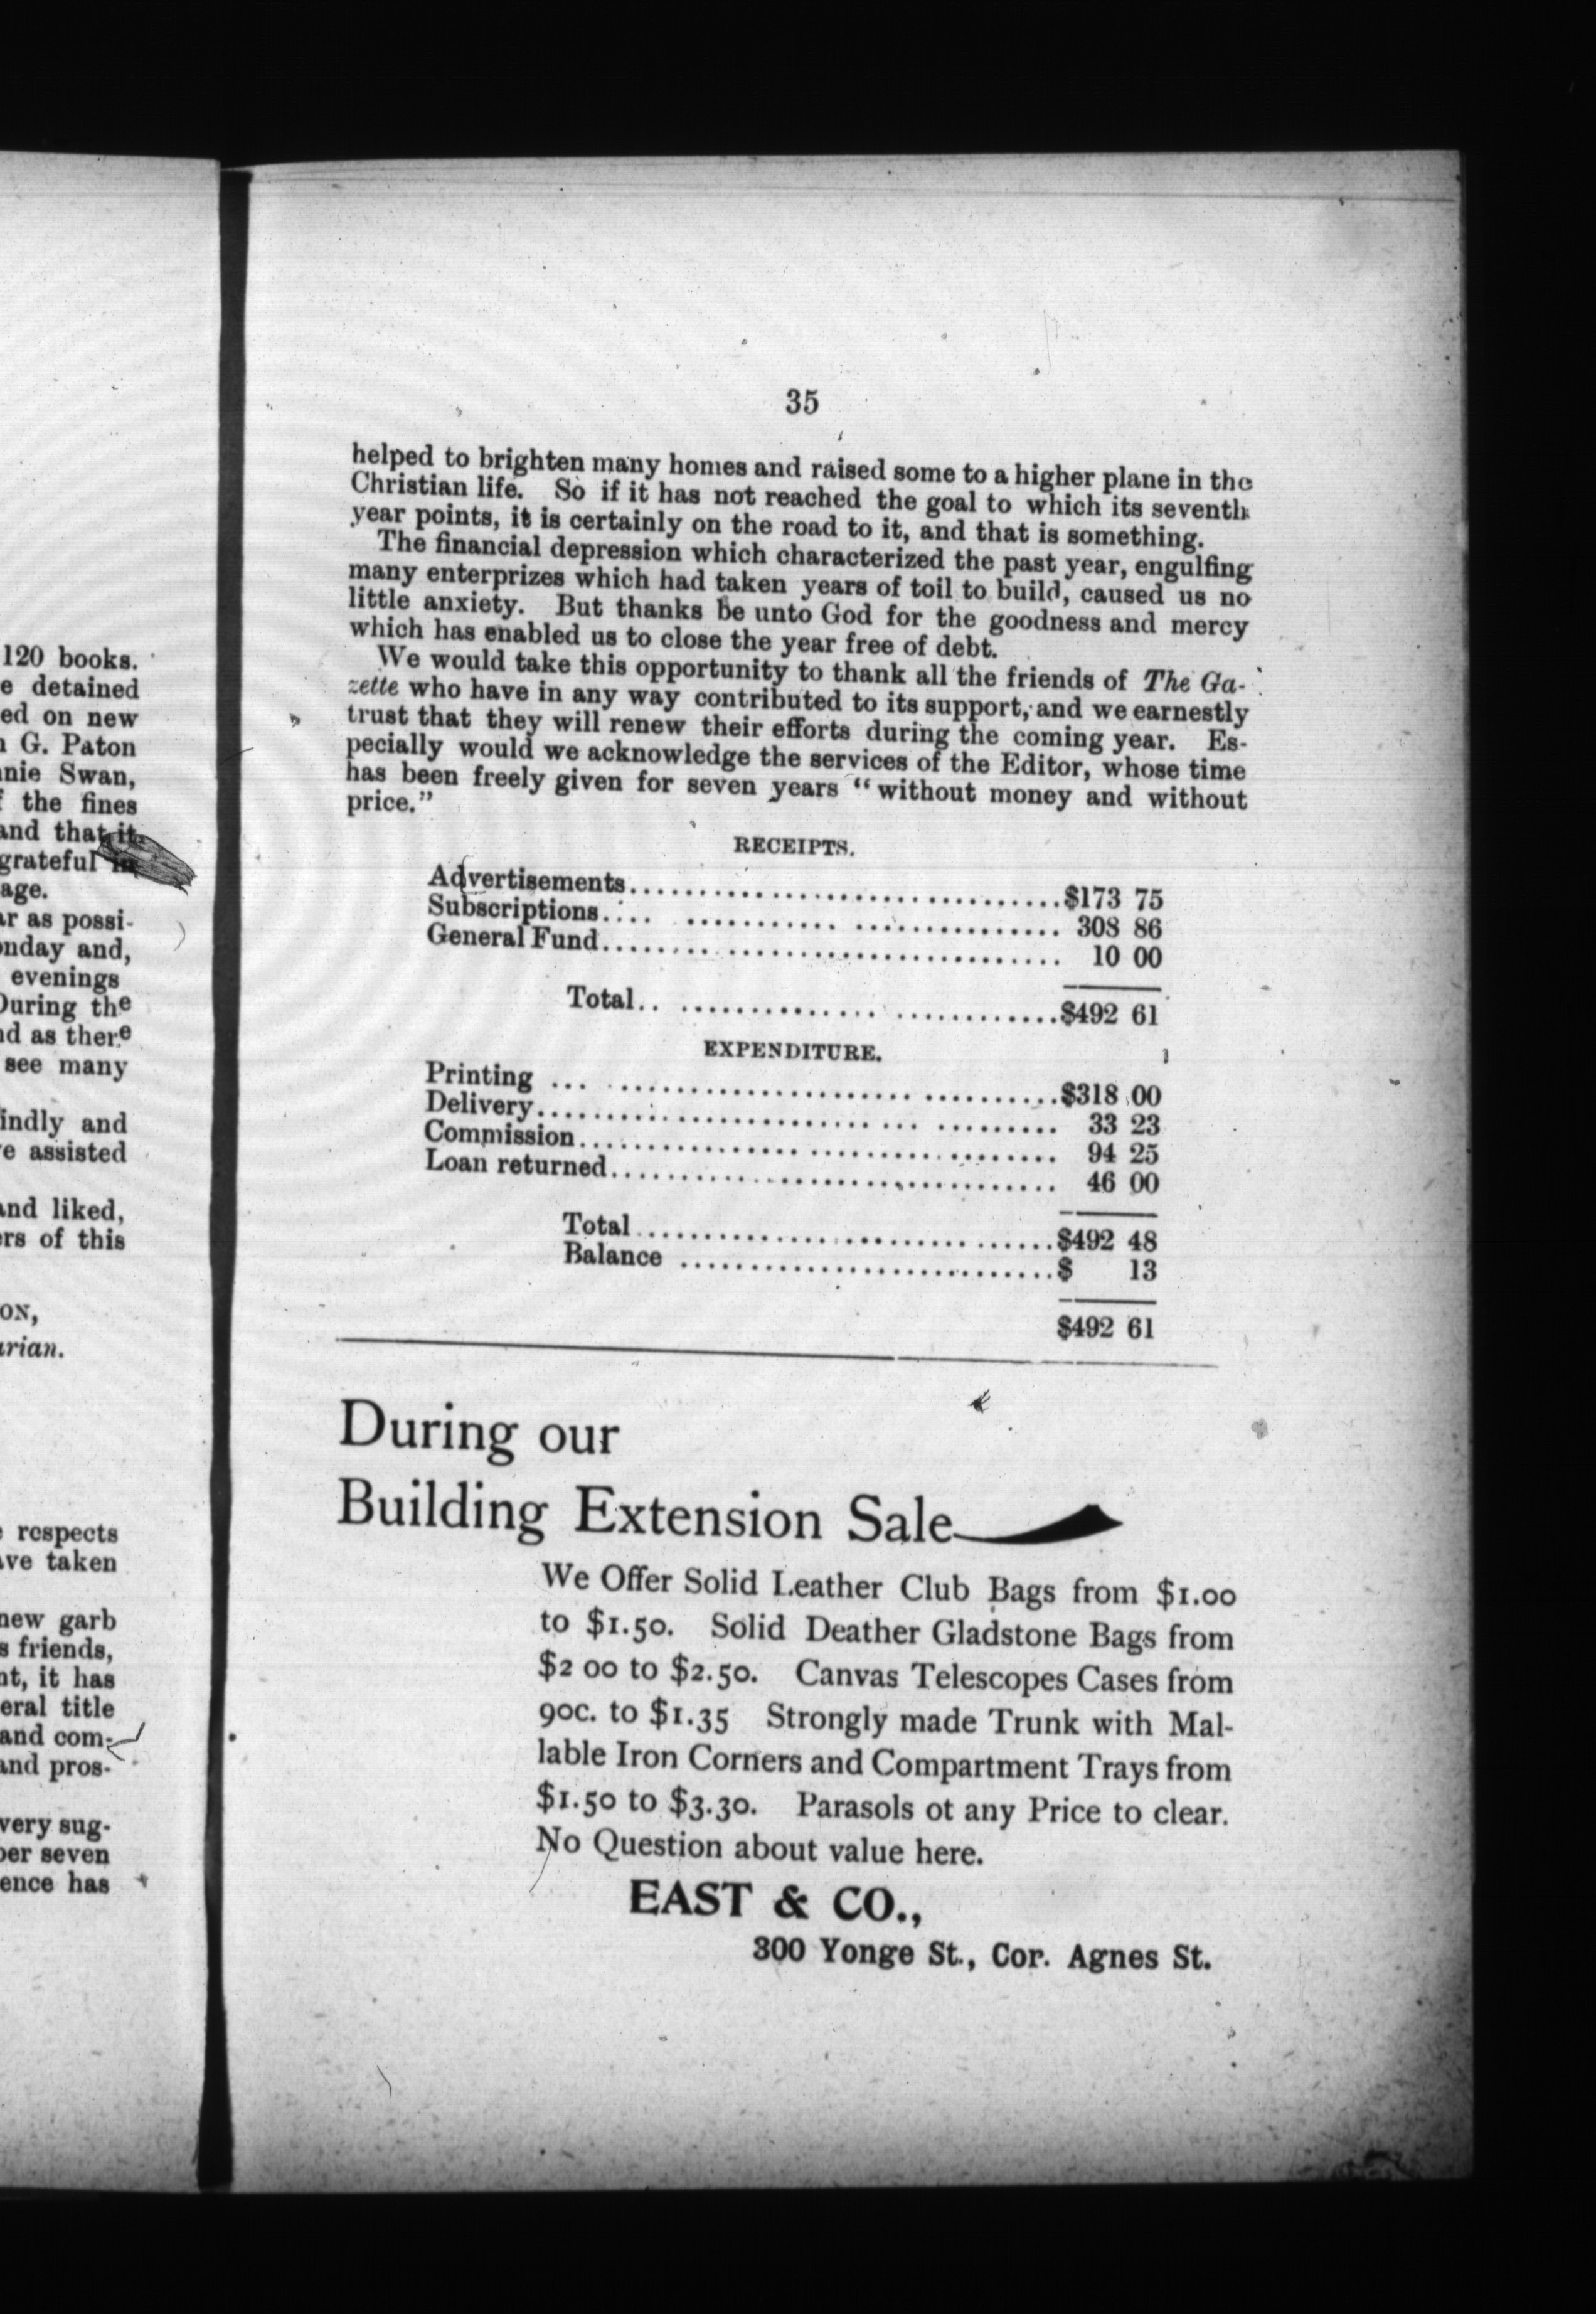 120 books.
e detained
ed on new
G. Paton
nie Swan,
the fines
and that it
grateful in
age.
ar as possi-
onday and,
evenings
During the
nd as there
see many
indly and
e assisted
and liked,
ers of this
ON,
arian.
respects
ave taken
new garb
s friends,
nt, it has
eral title
and com-
and pros-
very sug-
per seven
ence has
35
helped to brighten many homes and raised some to a higher plane in the
Christian life. So if it has not reached the goal to which its seventh
year points, it is certainly on the road to it, and that is something.
The financial depression which characterized the past year, engulfing
many enterprizes which had taken years of toil to build, caused us no
little anxiety. But thanks be unto God for the goodness and mercy
which has enabled us to close the year free of debt.
We would take this opportunity to thank all the friends of The Ga-
zette who have in any way contributed to its support, and we earnestly
trust that they will renew their efforts during the coming year. Es-
pecially would we acknowledge the services of the Editor, whose time
has been freely given for seven years "without money and without
price."
RECEIPTS.
Advertisements.......................................$173 75
Subscriptions.... ........... ............... 308 86
General Fund....................................... 10 00
Total.. .............. ............$492 61
EXPENDITURE.
Printing ... ..................... ..........$318 00
Delivery........................... ......... 33 23
Commission................ .................. 94 25
Loan returned................................ 46 00
Total..............................$492 48
Balance ...........................$ 13
$492 61
During our
Building Extension Sale
We Offer Solid Leather Club Bags from $1.00
to $1.50. Solid Deather Gladstone Bags from
$2 00 to $2.50. Canvas Telescopes Cases from
90c. to $1.35 Strongly made Trunk with Mal-
lable Iron Corners and Compartment Trays from
$1.50 to $3.30. Parasols ot any Price to clear.
No Question about value here.
EAST & CO.,
300 Yonge St., Cor. Agnes St.